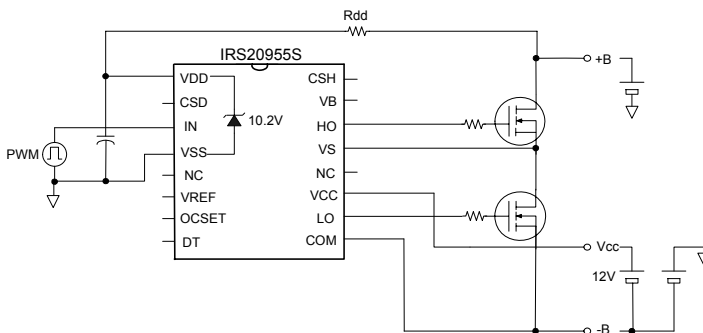 Rdd
IRS20955S
+B
VDD
CSH
CSD
VB
10.2V
IN
HO
PWM
VSS
VS
NC
NC
VREF
VCC
OCSET
LO
DT
COM
Vcc
12V
-B